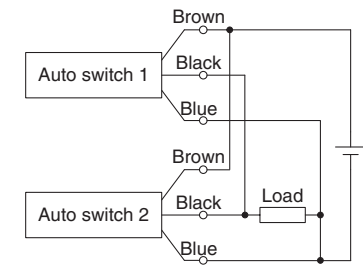 Brown
Auto switch 1
Black
Blue
Brown
Auto switch 2
Black
Load
Blue